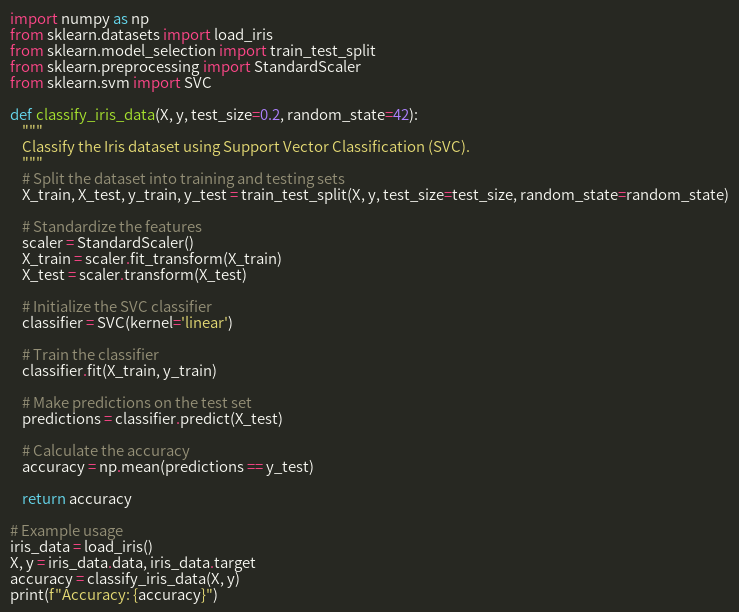 import numpy as np
from sklearn.datasets import load_iris
from sklearn.model_selection import train_test_split
from sklearn.preprocessing import StandardScaler
from sklearn.svm import SVC

def classify_iris_data(X, y, test_size=0.2, random_state=42):
    """
    Classify the Iris dataset using Support Vector Classification (SVC).
    """
    # Split the dataset into training and testing sets
    X_train, X_test, y_train, y_test = train_test_split(X, y, test_size=test_size, random_state=random_state)

    # Standardize the features
    scaler = StandardScaler()
    X_train = scaler.fit_transform(X_train)
    X_test = scaler.transform(X_test)

    # Initialize the SVC classifier
    classifier = SVC(kernel='linear')

    # Train the classifier
    classifier.fit(X_train, y_train)

    # Make predictions on the test set
    predictions = classifier.predict(X_test)

    # Calculate the accuracy
    accuracy = np.mean(predictions == y_test)

    return accuracy

# Example usage
iris_data = load_iris()
X, y = iris_data.data, iris_data.target
accuracy = classify_iris_data(X, y)
print(f"Accuracy: {accuracy}")